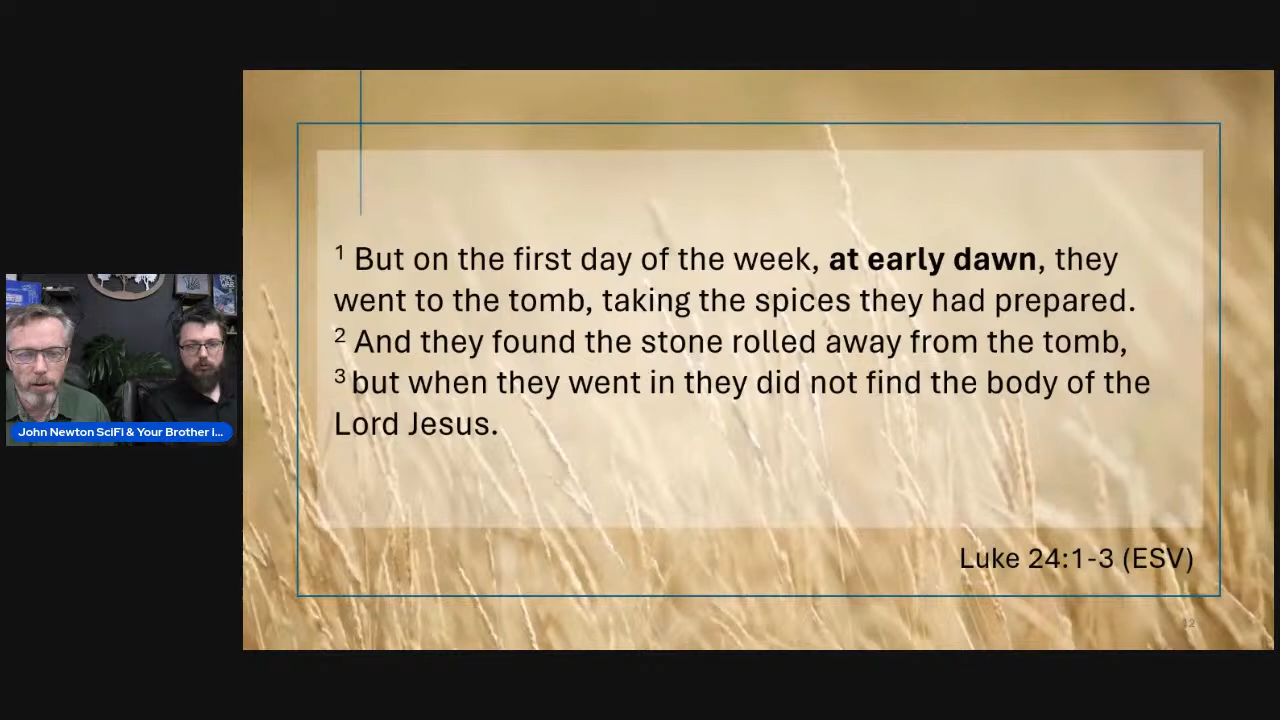 ¹ But on the first day of the week, at early dawn, they
went to the tomb, taking the spices they had prepared.
² And they found the stone rolled away from the tomb,
³ but when they went in they did not find the body of the
Lord Jesus.
Luke 24:1-3 (ESV)
12
John Newton SciFi & Your Brother i...